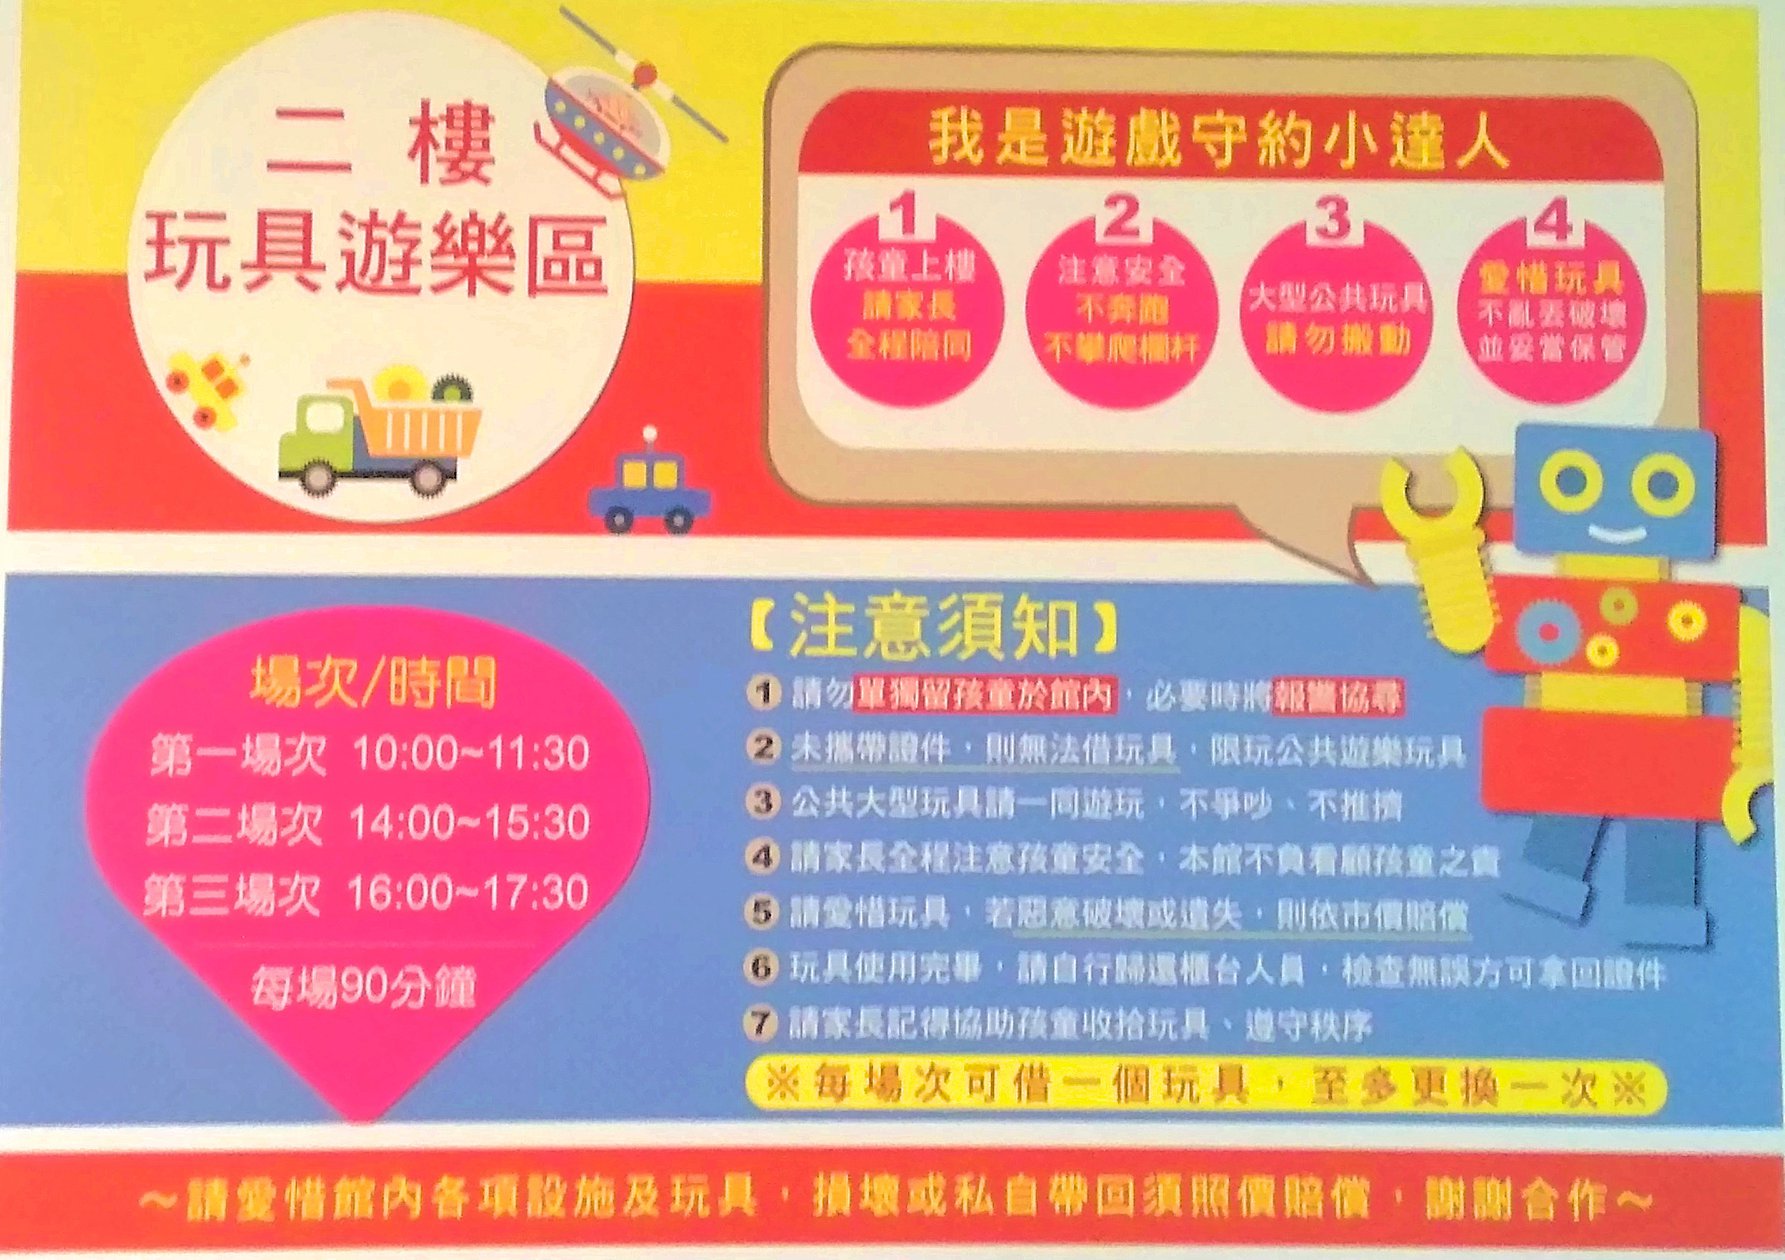 二樓
玩具遊樂區
我是遊戲守約小達人
1
孩童上樓
請家長
全程陪同
2
注意安全
不奔跑
不攀爬欄杆
3
大型公共玩具
請勿搬動
4
愛惜玩具
不亂丟破壞
並妥當保管
場次/時間
第一場次 10:00~11:30
第二場次 14:00~15:30
第三場次 16:00~17:30
每場90分鐘
【注意須知】
1 請勿單獨留孩童於館內，必要時將報警協尋
2 未攜帶證件，則無法借玩具，限玩公共遊樂玩具
3 公共大型玩具請一同遊玩，不爭吵、不推擠
4 請家長全程注意孩童安全，本館不負看顧孩童之責
5 請愛惜玩具，若惡意破壞或遺失，則依市價賠償
6 玩具使用完畢，請自行歸還櫃台人員，檢查無誤方可拿回證件
7 請家長記得協助孩童收拾玩具、遵守秩序
※每場次可借一個玩具，至多更換一次※
～請愛惜館內各項設施及玩具，損壞或私自帶回須照價賠償，謝謝合作～